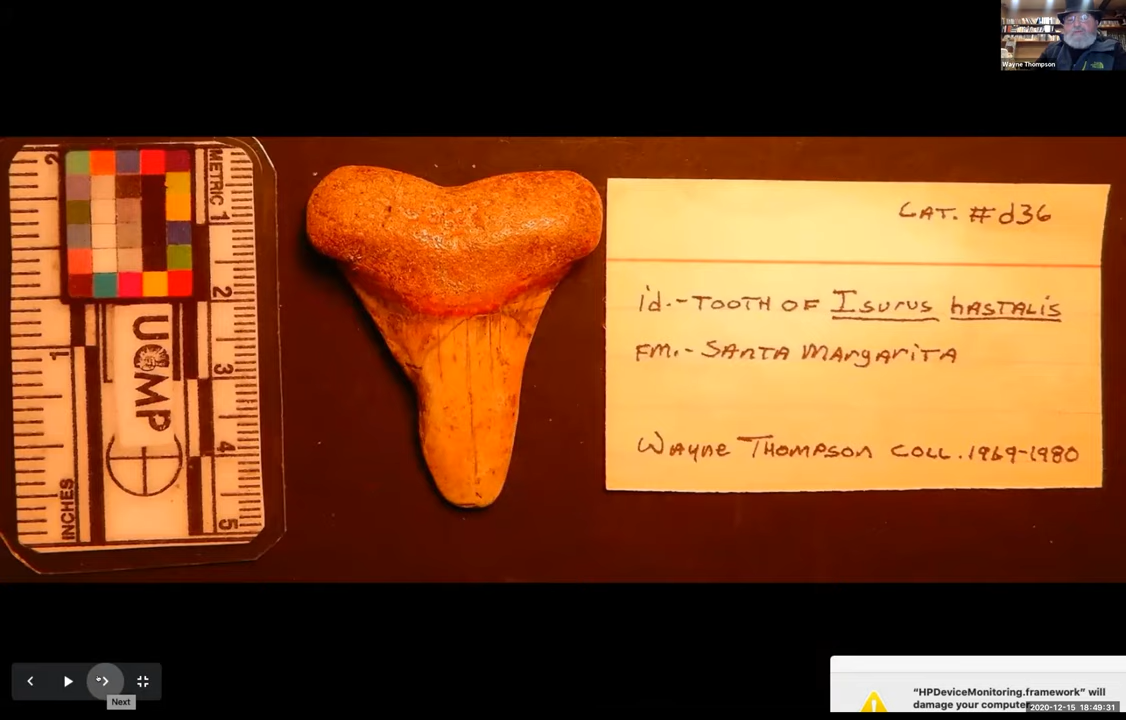 Wayne Thompson
2
METRIC 1
2
UCMP
1
3
4
INCHES
5
CAT. #d36
id.-TOOTH OF Isurus hASTALIS
FM.- SANTA MARGARITA
WAYNE THOMPSON COLL. 1969-1980
Next
"HPDeviceMonitoring.framework" will
damage your computer
2020-12-15 18:49:31